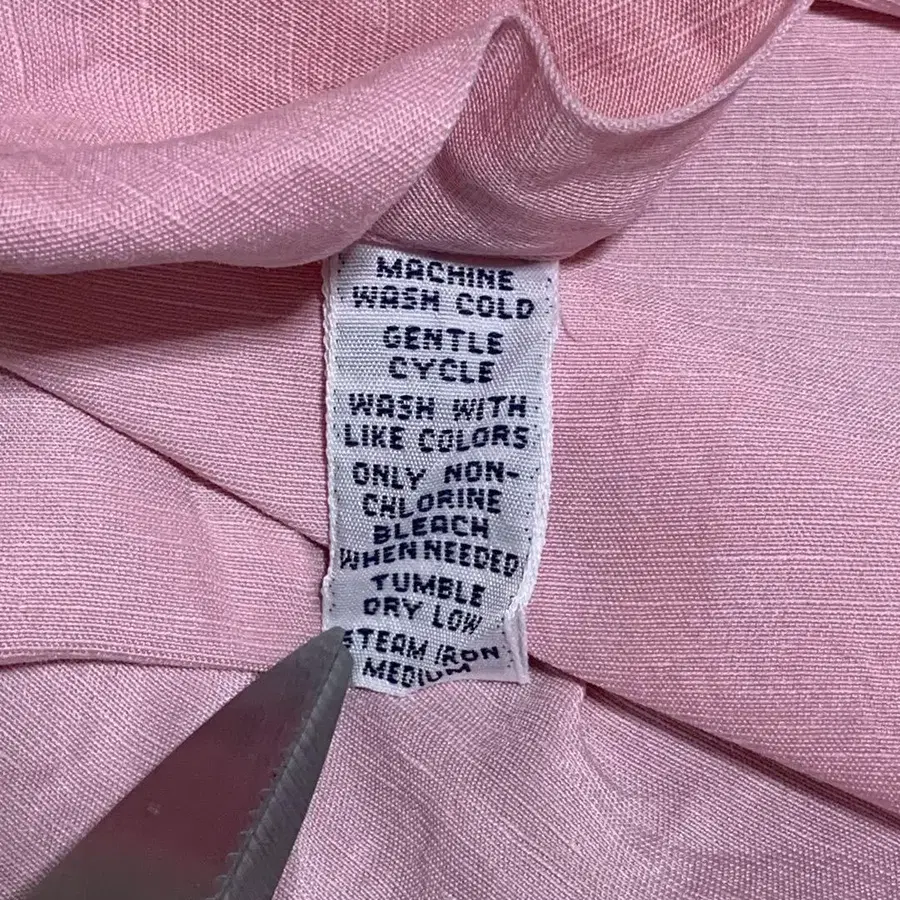 MACHINE
WASH COLD
GENTLE
CYCLE
WASH WITH
LIKE COLORS
ONLY NON-
CHLORINE
BLEACH
WHEN NEEDED
TUMBLE
DRY LOW
STEAM IRON
MEDIUM